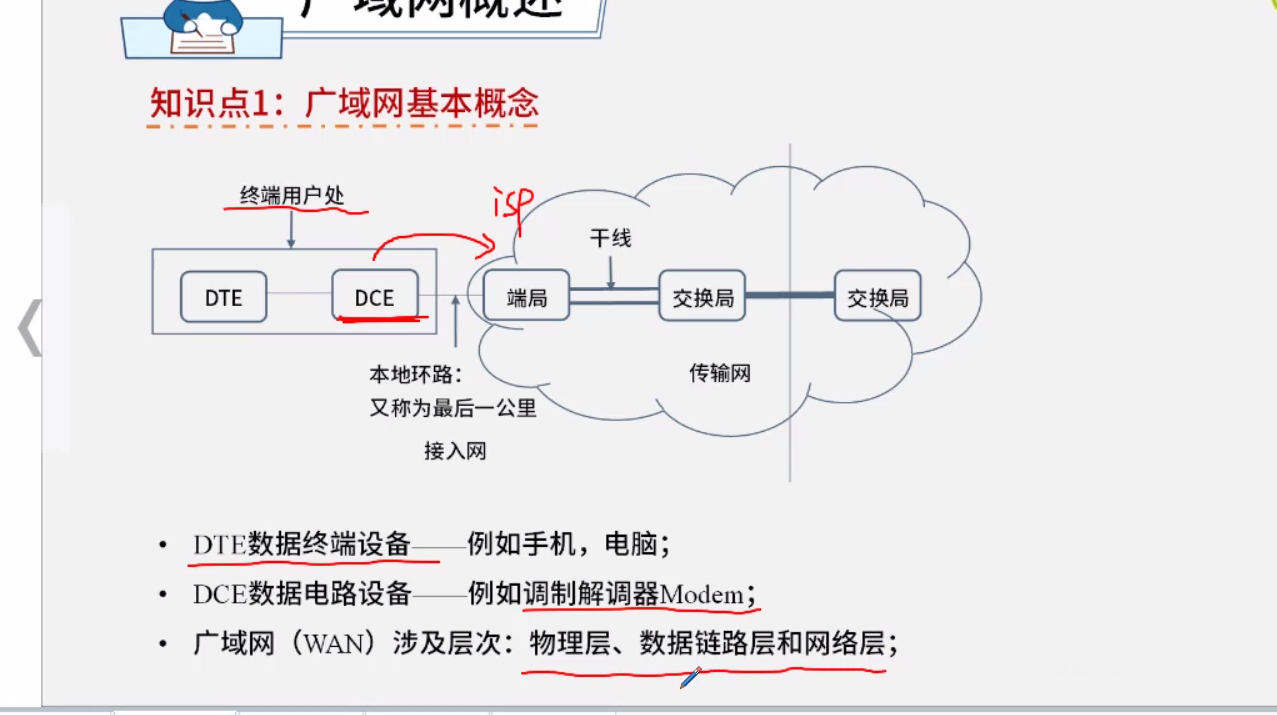 广域网概述
知识点1：广域网基本概念
终端用户处
isp
干线
DTE
DCE
端局
交换局
交换局
本地环路：
又称为最后一公里
传输网
接入网
• DTE数据终端设备——例如手机，电脑；
• DCE数据电路设备——例如调制解调器Modem；
• 广域网（WAN）涉及层次：物理层、数据链路层和网络层；